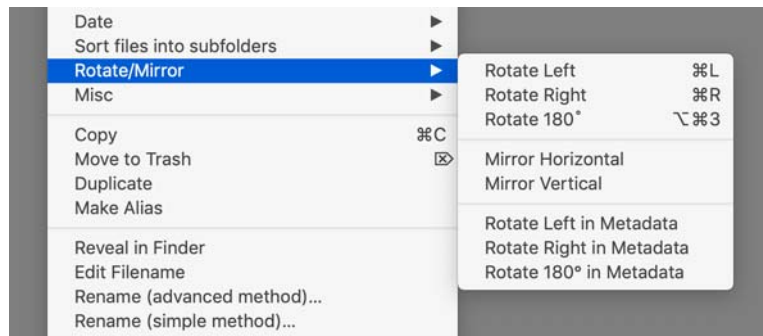 Date ▶
Sort files into subfolders ▶
Rotate/Mirror ▶
Misc ▶
Copy ⌘C
Move to Trash ⌦
Duplicate
Make Alias
Reveal in Finder
Edit Filename
Rename (advanced method)...
Rename (simple method)...
Rotate Left ⌘L
Rotate Right ⌘R
Rotate 180˚ ⌥⌘3
Mirror Horizontal
Mirror Vertical
Rotate Left in Metadata
Rotate Right in Metadata
Rotate 180º in Metadata